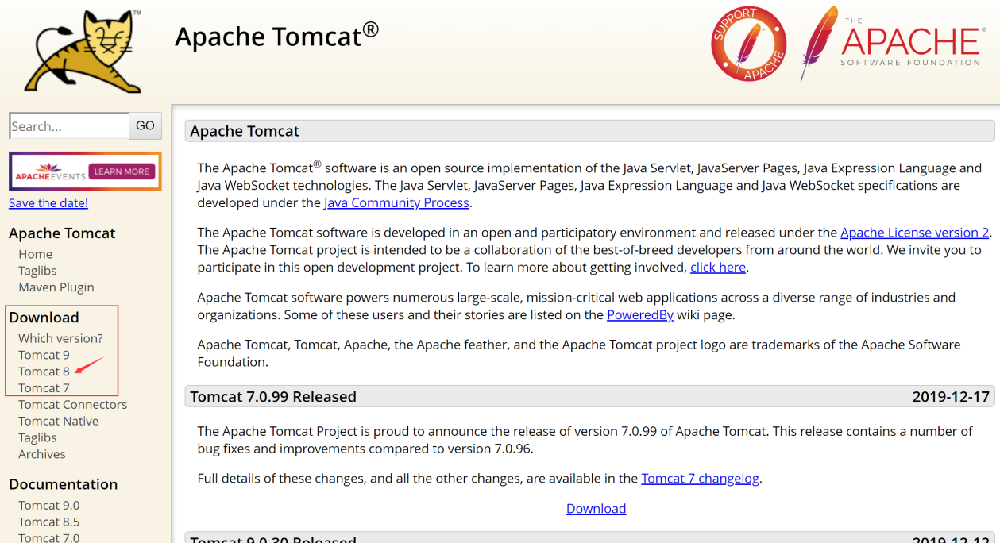 TM
Apache Tomcat®
SUPPORT
APACHE
THE
APACHE®
SOFTWARE FOUNDATION
Search...
GO
APACHEEVENTS LEARN MORE
Save the date!
Apache Tomcat
Home
Taglibs
Maven Plugin
Download
Which version?
Tomcat 9
Tomcat 8
Tomcat 7
Tomcat Connectors
Tomcat Native
Taglibs
Archives
Documentation
Tomcat 9.0
Tomcat 8.5
Tomcat 7.0
Apache Tomcat
The Apache Tomcat® software is an open source implementation of the Java Servlet, JavaServer Pages, Java Expression Language and
Java WebSocket technologies. The Java Servlet, JavaServer Pages, Java Expression Language and Java WebSocket specifications are
developed under the Java Community Process.
The Apache Tomcat software is developed in an open and participatory environment and released under the Apache License version 2.
The Apache Tomcat project is intended to be a collaboration of the best-of-breed developers from around the world. We invite you to
participate in this open development project. To learn more about getting involved, click here.
Apache Tomcat software powers numerous large-scale, mission-critical web applications across a diverse range of industries and
organizations. Some of these users and their stories are listed on the PoweredBy wiki page.
Apache Tomcat, Tomcat, Apache, the Apache feather, and the Apache Tomcat project logo are trademarks of the Apache Software
Foundation.
Tomcat 7.0.99 Released 2019-12-17
The Apache Tomcat Project is proud to announce the release of version 7.0.99 of Apache Tomcat. This release contains a number of
bug fixes and improvements compared to version 7.0.96.
Full details of these changes, and all the other changes, are available in the Tomcat 7 changelog.
Download
Tomcat 9.0.30 Released 2019-12-12